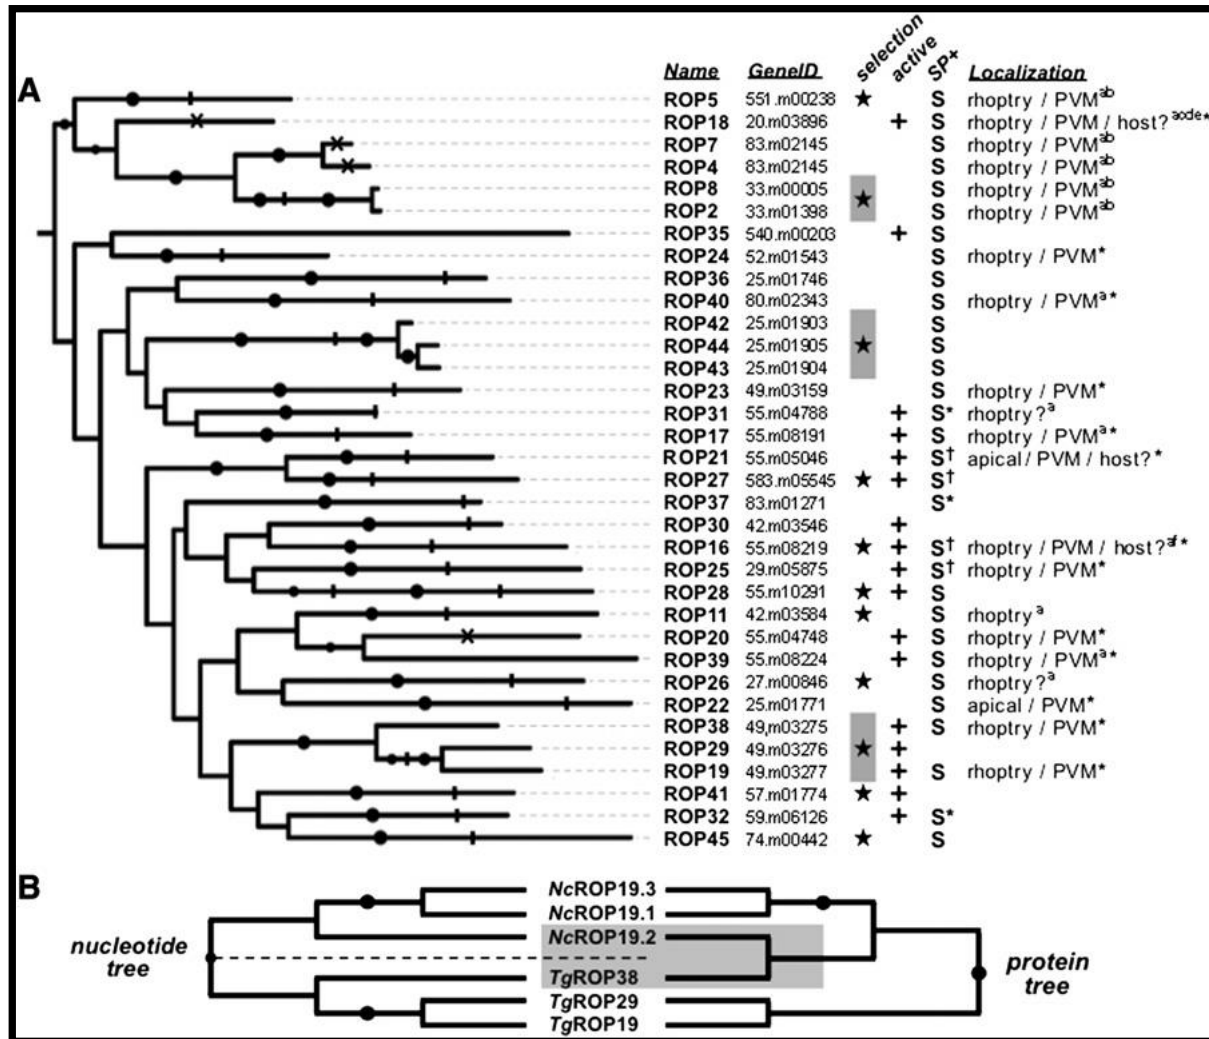 A
Name GeneID selection active SP+ Localization
ROP5 551.m00238 ★ S rhoptry / PVM ab
ROP18 20.m03896 + S rhoptry / PVM / host? acde*
ROP7 83.m02145 S rhoptry / PVM ab
ROP4 83.m02145 S rhoptry / PVM ab
ROP8 33.m00005 S rhoptry / PVM ab
★
ROP2 33.m01398 S rhoptry / PVM ab
ROP35 540.m00203 + S
ROP24 52.m01543 S rhoptry / PVM*
ROP36 25.m01746 S
ROP40 80.m02343 S rhoptry / PVM a*
ROP42 25.m01903 S
ROP44 25.m01905 ★ S
ROP43 25.m01904 S
ROP23 49.m03159 S rhoptry / PVM*
ROP31 55.m04788 + S* rhoptry? a
ROP17 55.m08191 + S rhoptry / PVM a*
ROP21 55.m05046 + S† apical / PVM / host? *
ROP27 583.m05545 ★ + S†
ROP37 83.m01271 S*
ROP30 42.m03546 +
ROP16 55.m08219 ★ + S† rhoptry / PVM / host? af*
ROP25 29.m05875 + S† rhoptry / PVM*
ROP28 55.m10291 ★ + S
ROP11 42.m03584 ★ S rhoptry a
ROP20 55.m04748 + S rhoptry / PVM*
ROP39 55.m08224 + S rhoptry / PVM a*
ROP26 27.m00846 ★ S rhoptry? a
ROP22 25.m01771 S apical / PVM*
ROP38 49,m03275 + S rhoptry / PVM*
ROP29 49.m03276 ★ +
ROP19 49.m03277 + S rhoptry / PVM*
ROP41 57.m01774 ★ +
ROP32 59.m06126 + S*
ROP45 74.m00442 ★ S
B
nucleotide tree
NcROP19.3
NcROP19.1
NcROP19.2
TgROP38
TgROP29
TgROP19
protein tree